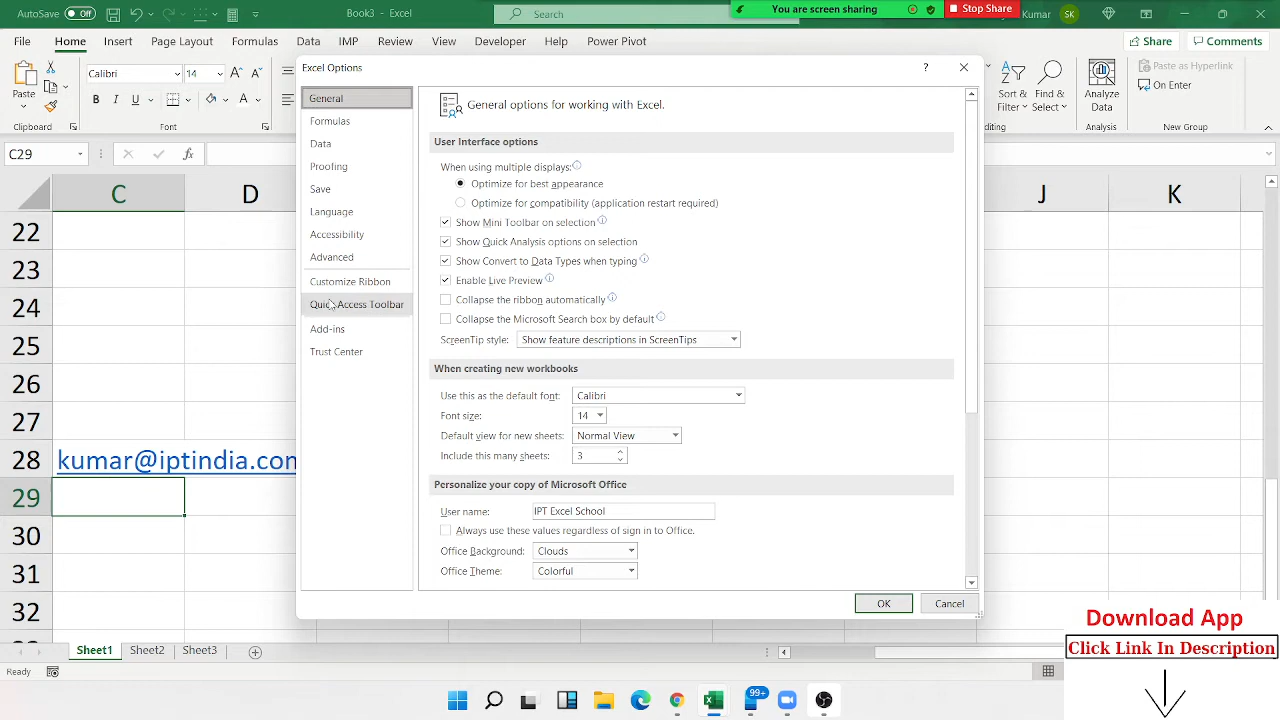 AutoSave Off Book3 - Excel Search You are screen sharing Stop Share Kumar SK
File Home Insert Page Layout Formulas Data IMP Review View Developer Help Power Pivot Share Comments
Paste Calibri 14 Sort & Filter Find & Select Analyze Data Paste as Hyperlink On Enter
B I U
Clipboard Font Editing Analysis New Group
C29 fx
C D J K
22
23
24
25
26
27
28 kumar@iptindia.com
29
30
31
32
Excel Options ?
General
Formulas
Data
Proofing
Save
Language
Accessibility
Advanced
Customize Ribbon
Quick Access Toolbar
Add-ins
Trust Center
General options for working with Excel.
User Interface options
When using multiple displays:
Optimize for best appearance
Optimize for compatibility (application restart required)
Show Mini Toolbar on selection
Show Quick Analysis options on selection
Show Convert to Data Types when typing
Enable Live Preview
Collapse the ribbon automatically
Collapse the Microsoft Search box by default
ScreenTip style: Show feature descriptions in ScreenTips
When creating new workbooks
Use this as the default font: Calibri
Font size: 14
Default view for new sheets: Normal View
Include this many sheets: 3
Personalize your copy of Microsoft Office
User name: IPT Excel School
Always use these values regardless of sign in to Office.
Office Background: Clouds
Office Theme: Colorful
OK Cancel
Sheet1 Sheet2 Sheet3
Ready
99+
Download App
Click Link In Description